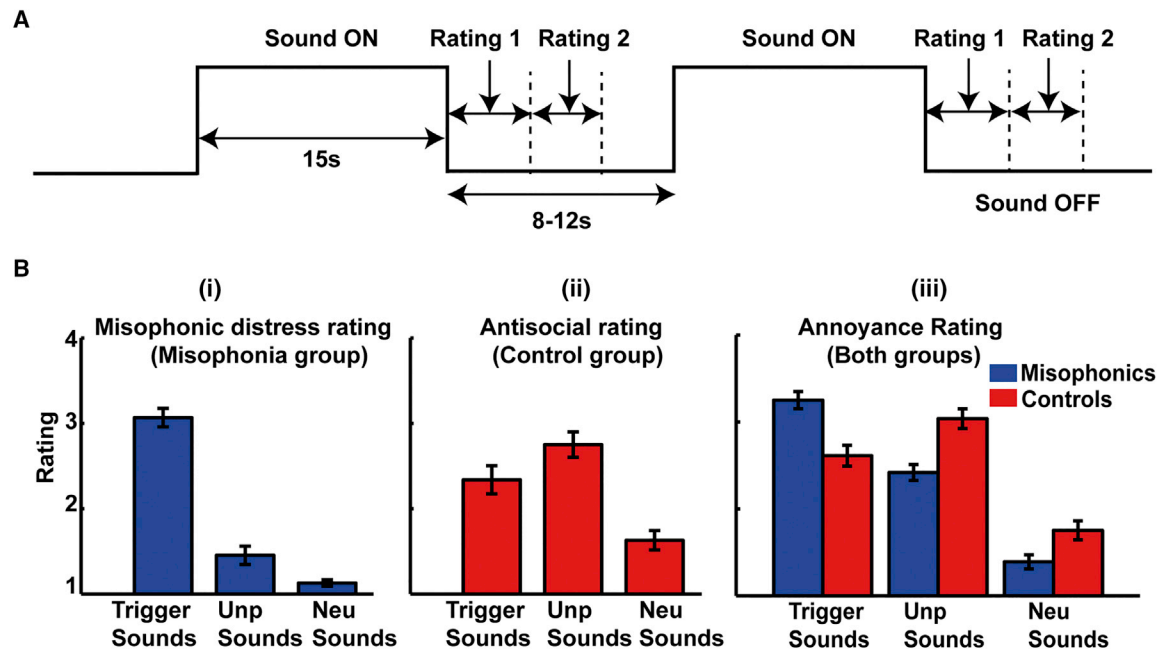 A
Sound ON
Rating 1
Rating 2
Sound ON
Rating 1
Rating 2
15s
8-12s
Sound OFF
B
(i)
(ii)
(iii)
Misophonic distress rating
(Misophonia group)
Antisocial rating
(Control group)
Annoyance Rating
(Both groups)
Misophonics
Controls
Rating
4
3
2
1
Trigger
Sounds
Unp
Sounds
Neu
Sounds
Trigger
Sounds
Unp
Sounds
Neu
Sounds
Trigger
Sounds
Unp
Sounds
Neu
Sounds